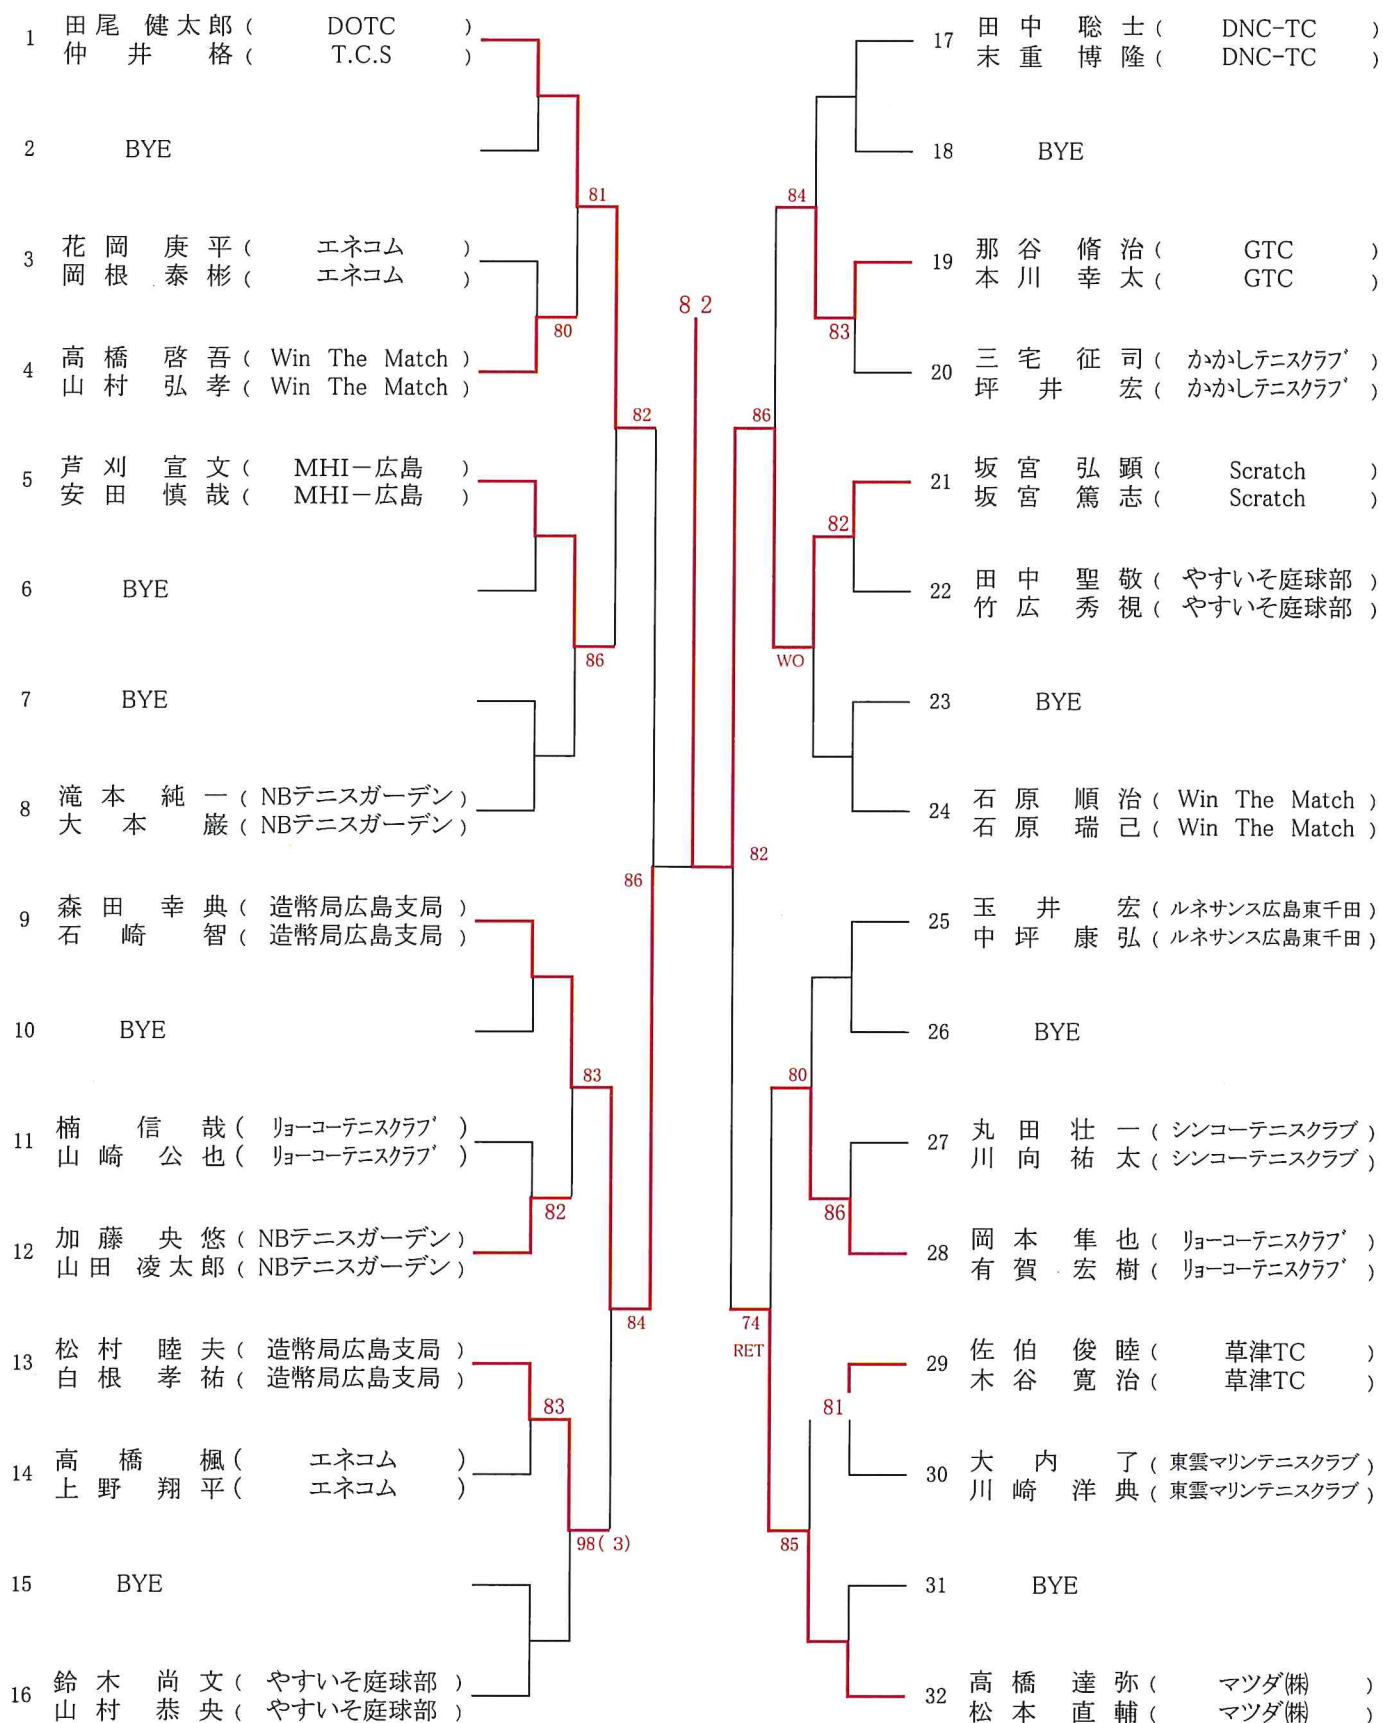 1 田尾 健太郎 ( DOTC )
仲井 格 ( T.C.S )
2 BYE
81
3 花岡 庚平 ( エネコム )
岡根 泰彬 ( エネコム )
80
4 高橋 啓吾 ( Win The Match )
山村 弘孝 ( Win The Match )
82
5 芦刈 宣文 ( MHI－広島 )
安田 慎哉 ( MHI－広島 )
6 BYE
86
7 BYE
8 滝本 純一 ( NBテニスガーデン )
大本 巌 ( NBテニスガーデン )
86
9 森田 幸典 ( 造幣局広島支局 )
石崎 智 ( 造幣局広島支局 )
10 BYE
83
11 楠 信哉 ( リョーコーテニスクラブ )
山崎 公也 ( リョーコーテニスクラブ )
82
12 加藤 央悠 ( NBテニスガーデン )
山田 凌太郎 ( NBテニスガーデン )
84
13 松村 睦夫 ( 造幣局広島支局 )
白根 孝祐 ( 造幣局広島支局 )
83
14 高橋 楓 ( エネコム )
上野 翔平 ( エネコム )
98( 3)
15 BYE
16 鈴木 尚文 ( やすいそ庭球部 )
山村 恭央 ( やすいそ庭球部 )
8 2
17 田中 聡士 ( DNC-TC )
末重 博隆 ( DNC-TC )
18 BYE
84
19 那谷 脩治 ( GTC )
本川 幸太 ( GTC )
83
20 三宅 征司 ( かかしテニスクラブ )
坪井 宏 ( かかしテニスクラブ )
86
21 坂宮 弘顕 ( Scratch )
坂宮 篤志 ( Scratch )
82
22 田中 聖敬 ( やすいそ庭球部 )
竹広 秀視 ( やすいそ庭球部 )
WO
23 BYE
24 石原 順治 ( Win The Match )
石原 瑞己 ( Win The Match )
82
25 玉井 宏 ( ルネサンス広島東千田 )
中坪 康弘 ( ルネサンス広島東千田 )
26 BYE
80
27 丸田 壮一 ( シンコーテニスクラブ )
川向 祐太 ( シンコーテニスクラブ )
86
28 岡本 隼也 ( リョーコーテニスクラブ )
有賀 宏樹 ( リョーコーテニスクラブ )
74
RET
29 佐伯 俊睦 ( 草津TC )
木谷 寛治 ( 草津TC )
81
30 大内 了 ( 東雲マリンテニスクラブ )
川崎 洋典 ( 東雲マリンテニスクラブ )
85
31 BYE
32 高橋 達弥 ( マツダ㈱ )
松本 直輔 ( マツダ㈱ )